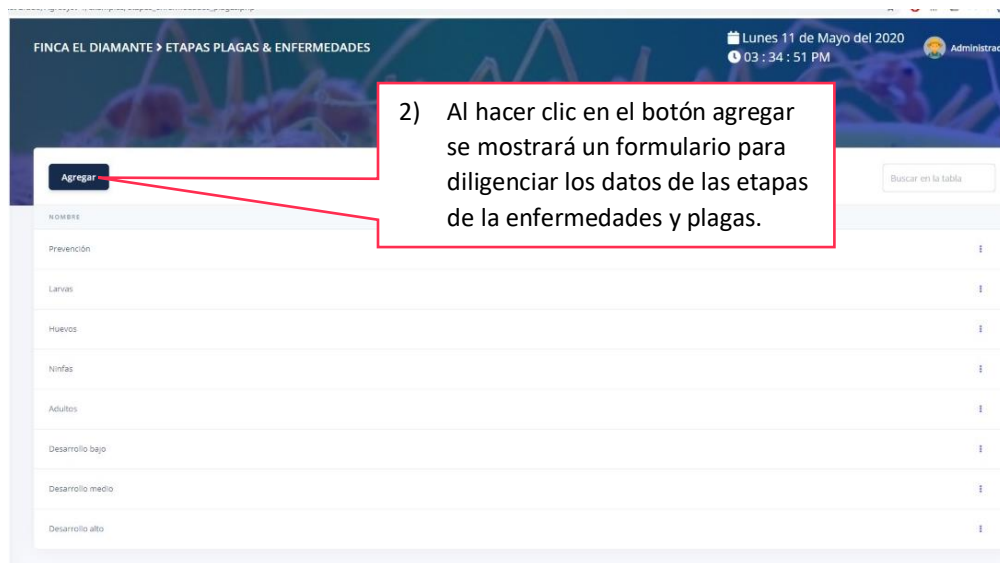 FINCA EL DIAMANTE > ETAPAS PLAGAS & ENFERMEDADES
Lunes 11 de Mayo del 2020
03 : 34 : 51 PM
2) Al hacer clic en el botón agregar
se mostrará un formulario para
diligenciar los datos de las etapas
de la enfermedades y plagas.
Agregar
Buscar en la tabla
NOMBRE
Prevención
Larvas
Huevos
Ninfas
Adultos
Desarrollo bajo
Desarrollo medio
Desarrollo alto